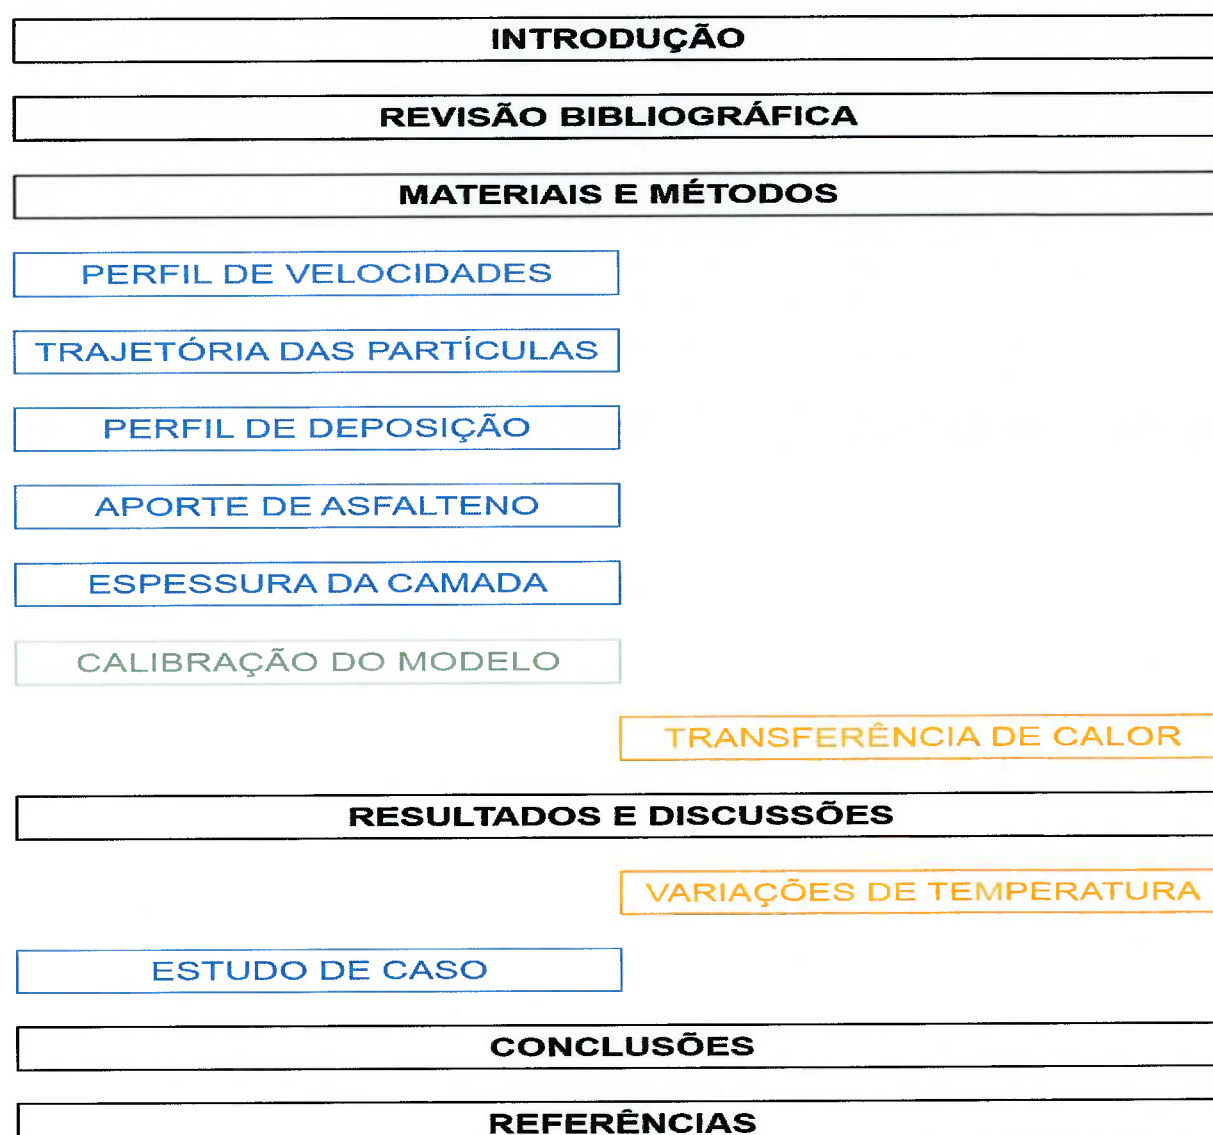 INTRODUÇÃO
REVISÃO BIBLIOGRÁFICA
MATERIAIS E MÉTODOS
PERFIL DE VELOCIDADES
TRAJETÓRIA DAS PARTÍCULAS
PERFIL DE DEPOSIÇÃO
APORTE DE ASFALTENO
ESPESSURA DA CAMADA
CALIBRAÇÃO DO MODELO
TRANSFERÊNCIA DE CALOR
RESULTADOS E DISCUSSÕES
VARIAÇÕES DE TEMPERATURA
ESTUDO DE CASO
CONCLUSÕES
REFERÊNCIAS